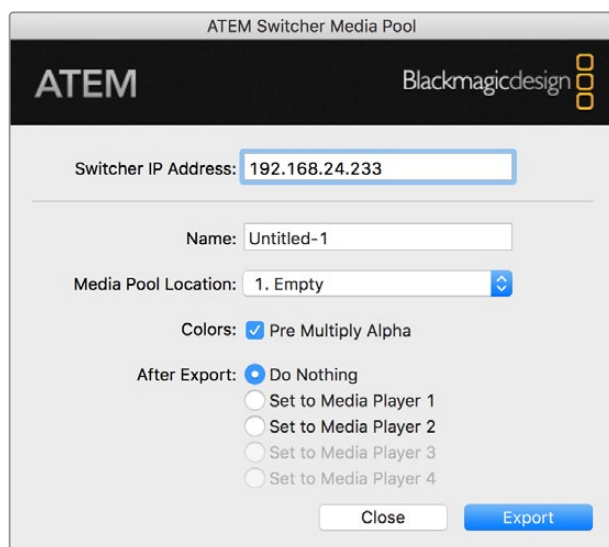 ATEM Switcher Media Pool
ATEM
Blackmagicdesign
Switcher IP Address: 192.168.24.233
Name: Untitled-1
Media Pool Location: 1. Empty
Colors: Pre Multiply Alpha
After Export: Do Nothing
Set to Media Player 1
Set to Media Player 2
Set to Media Player 3
Set to Media Player 4
Close Export